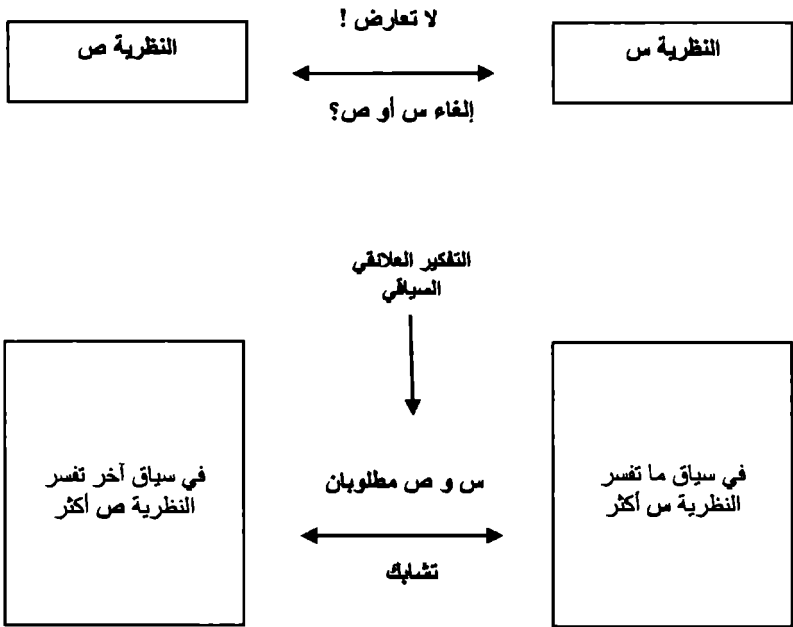 لا تعارض !
النظرية س
النظرية ص
إلغاء س أو ص؟
التفكير العلائقي
السياقي
في سياق ما تفسر
النظرية س أكثر
س و ص مطلوبان
تشابك
في سياق آخر تفسر
النظرية ص أكثر